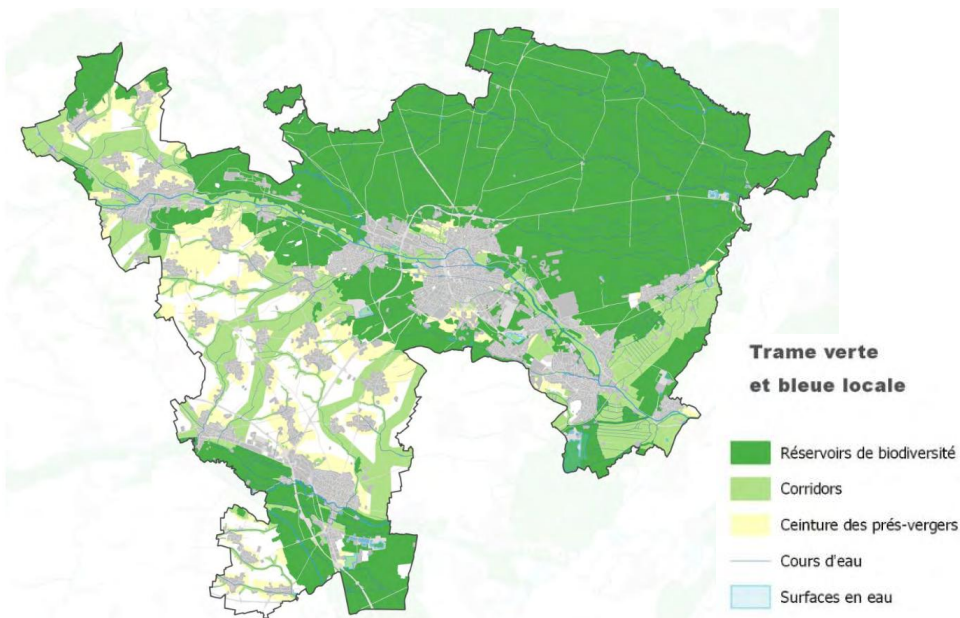 Trame verte
et bleue locale
Réservoirs de biodiversité
Corridors
Ceinture des prés-vergers
Cours d'eau
Surfaces en eau